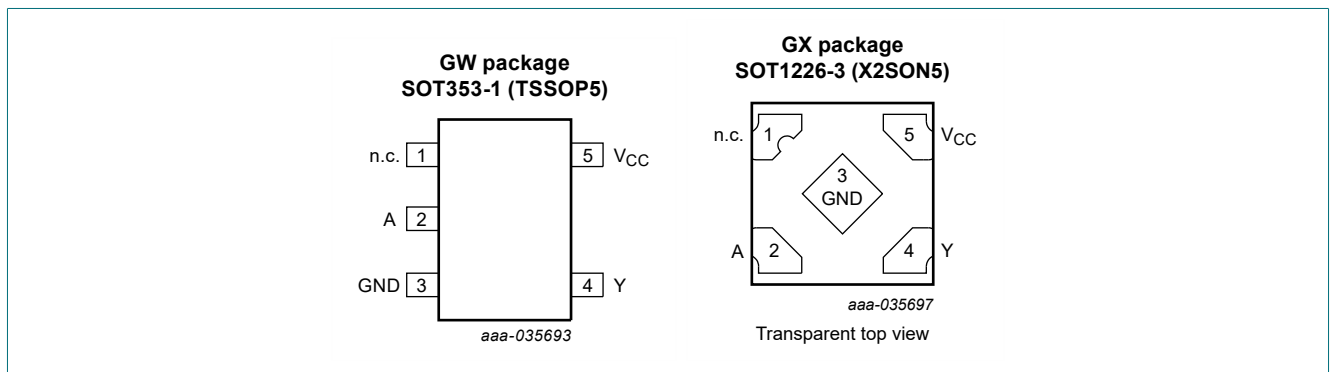 GW package
SOT353-1 (TSSOP5)
n.c. 1
5 VCC
A 2
GND 3
4 Y
aaa-035693
GX package
SOT1226-3 (X2SON5)
n.c. 1
5 VCC
3
GND
A 2
4 Y
aaa-035697
Transparent top view